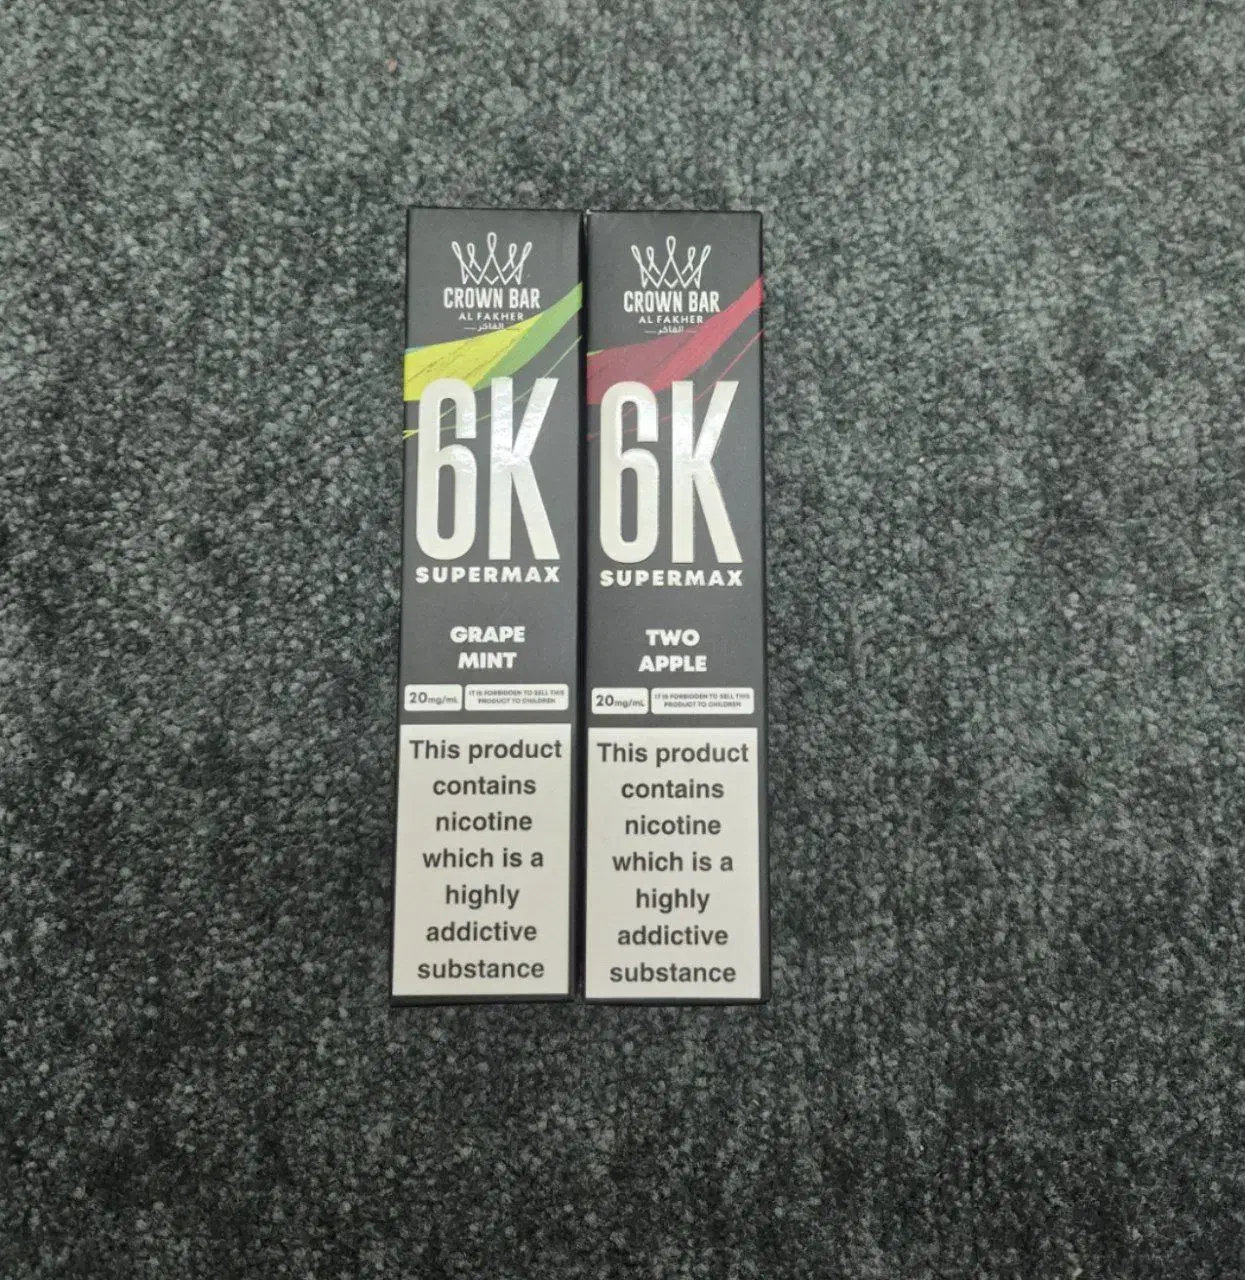 CROWN BAR
AL FAKHER
الفاخر
6K
SUPERMAX
GRAPE
MINT
20mg/mL
IT IS FORBIDDEN TO SELL THIS
PRODUCT TO CHILDREN
This product
contains
nicotine
which is a
highly
addictive
substance
CROWN BAR
AL FAKHER
الفاخر
6K
SUPERMAX
TWO
APPLE
20mg/mL
IT IS FORBIDDEN TO SELL THIS
PRODUCT TO CHILDREN
This product
contains
nicotine
which is a
highly
addictive
substance